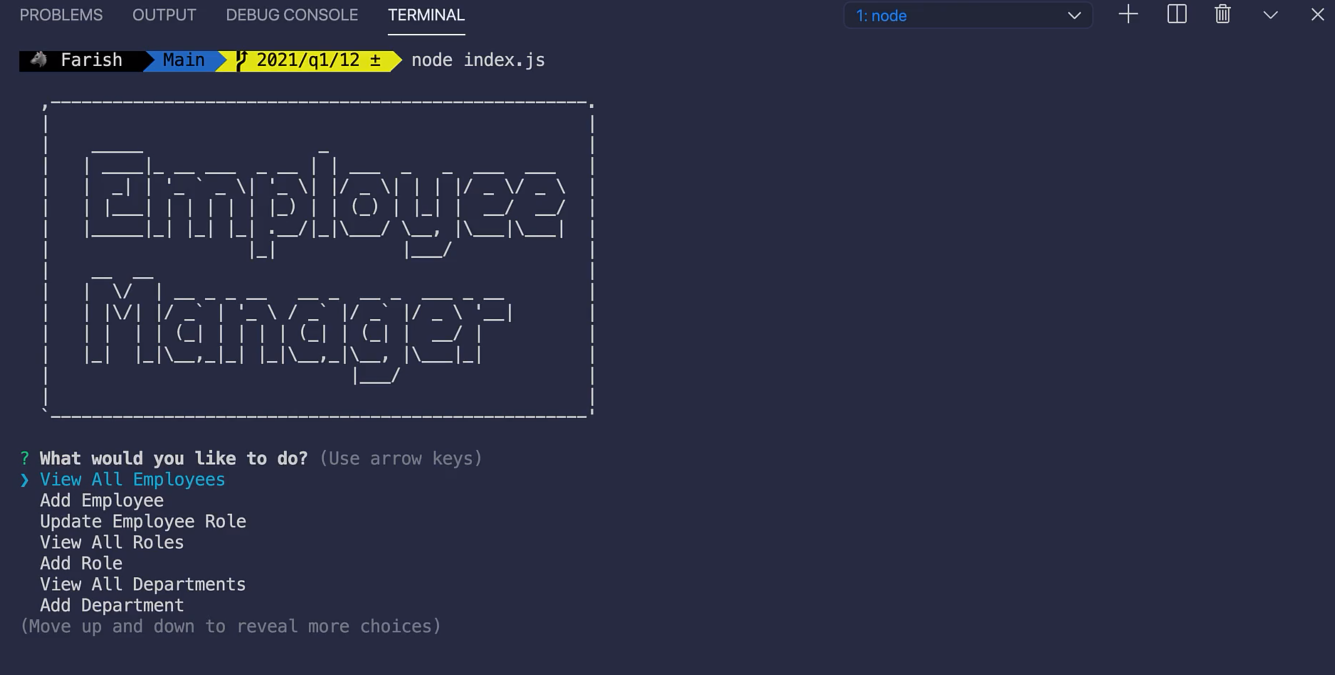 PROBLEMS OUTPUT DEBUG CONSOLE TERMINAL 1: node
Farish Main 2021/q1/12 ± node index.js
Employee
Manager
? What would you like to do? (Use arrow keys)
❯ View All Employees
Add Employee
Update Employee Role
View All Roles
Add Role
View All Departments
Add Department
(Move up and down to reveal more choices)